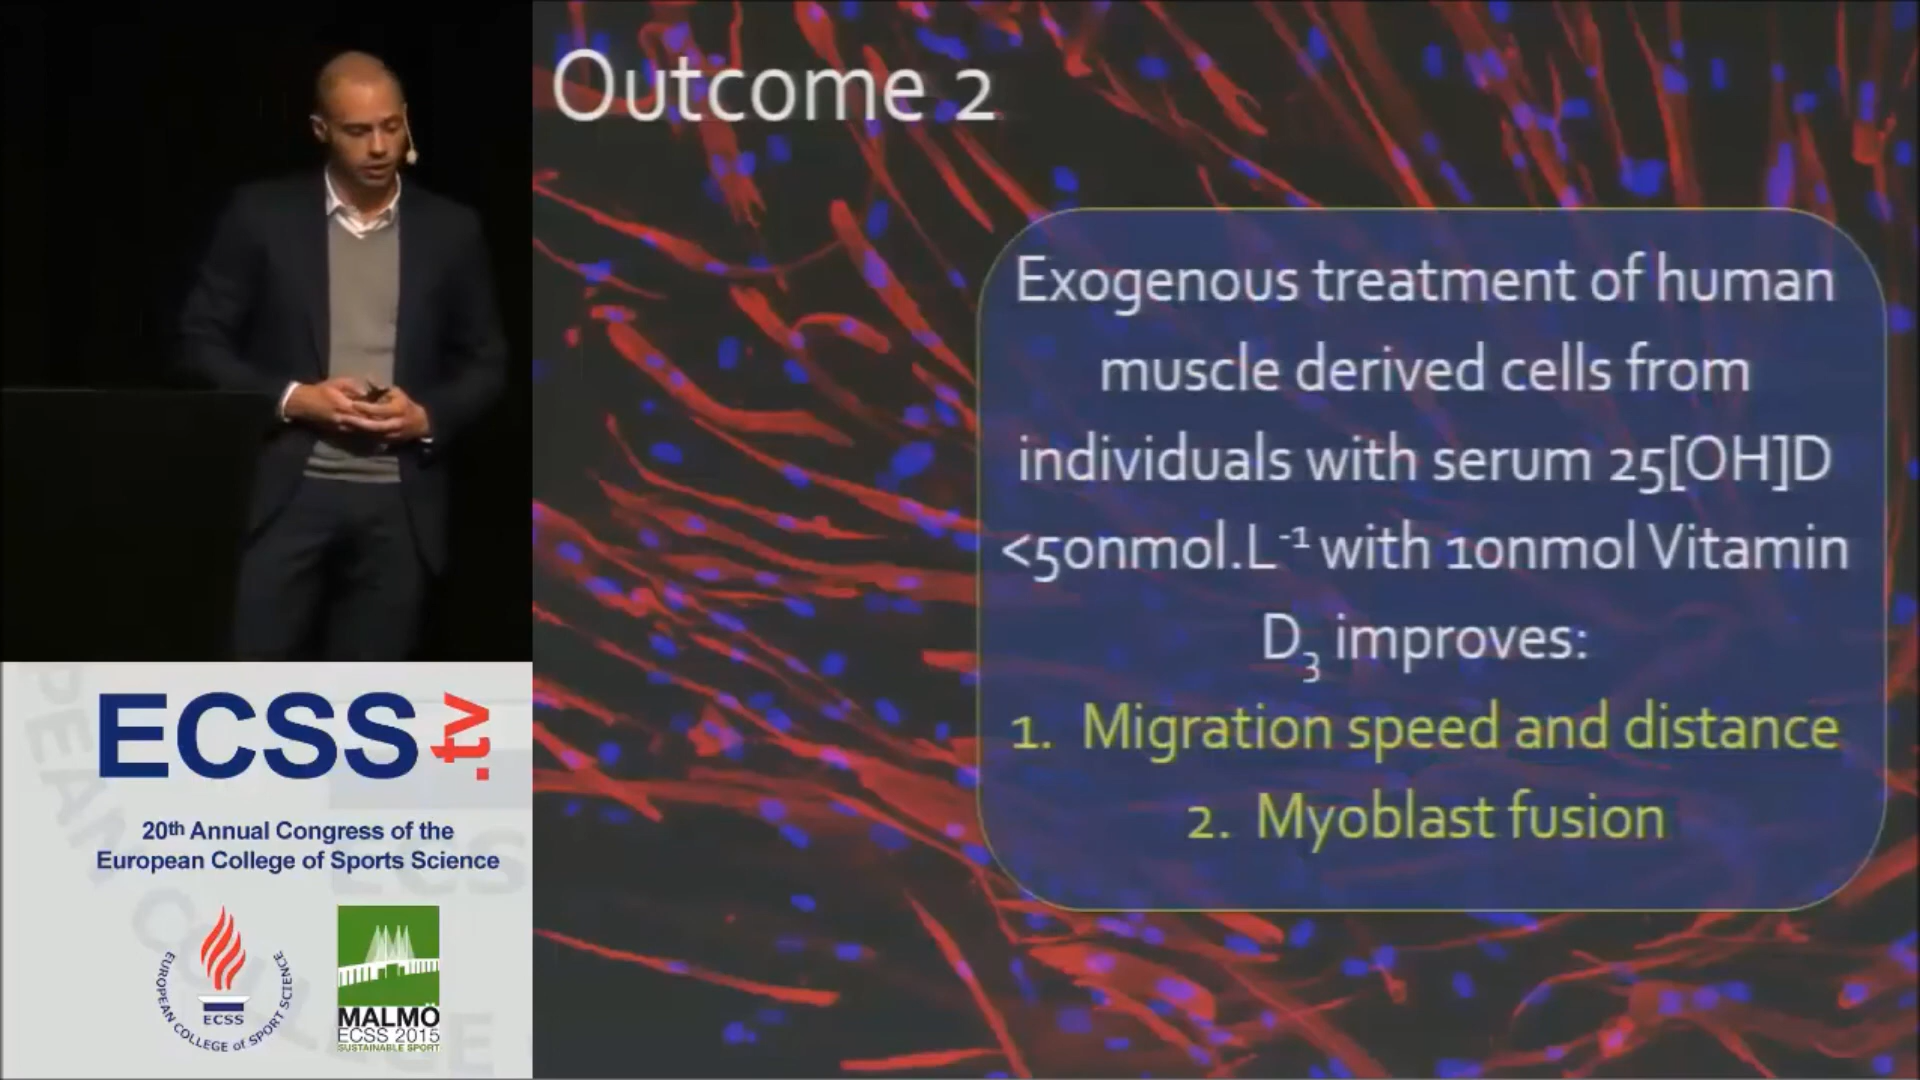 Outcome 2
Exogenous treatment of human
muscle derived cells from
individuals with serum 25[OH]D
<50nmol.L⁻¹ with 10nmol Vitamin
D₃ improves:
1. Migration speed and distance
2. Myoblast fusion
ECSS.tv
20th Annual Congress of the
European College of Sports Science
EUROPEAN COLLEGE of SPORT SCIENCE
ECSS
MALMÖ
ECSS 2015
SUSTAINABLE SPORT